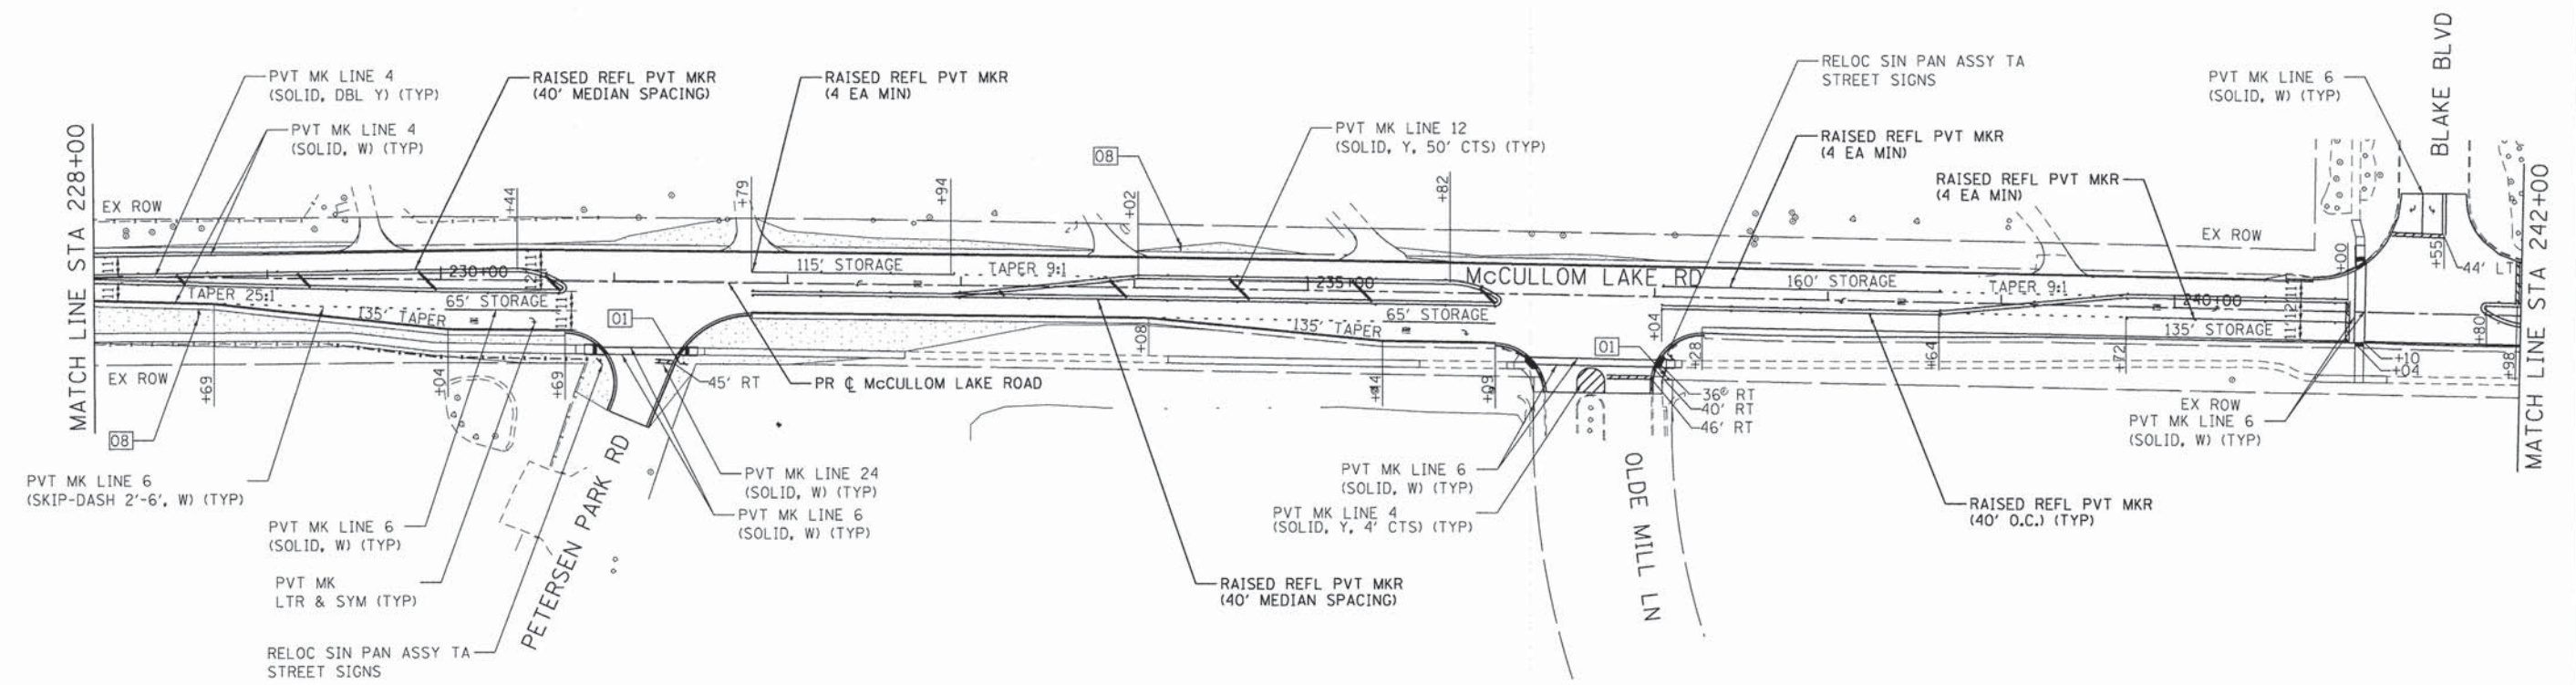 MATCH LINE STA 228+00
PVT MK LINE 4
(SOLID, DBL Y) (TYP)
PVT MK LINE 4
(SOLID, W) (TYP)
RAISED REFL PVT MKR
(40' MEDIAN SPACING)
RAISED REFL PVT MKR
(4 EA MIN)
08
PVT MK LINE 12
(SOLID, Y, 50' CTS) (TYP)
RELOC SIN PAN ASSY TA
STREET SIGNS
RAISED REFL PVT MKR
(4 EA MIN)
RAISED REFL PVT MKR
(4 EA MIN)
PVT MK LINE 6
(SOLID, W) (TYP)
BLAKE BLVD
MATCH LINE STA 242+00
EX ROW
+44
+79
+94
+02
+82
EX ROW
+00
+55
44' LT
11'
11'
230+00
11'
12'
11'
11'
TAPER 25:1
65' STORAGE
135' TAPER
115' STORAGE
TAPER 9:1
235+00
McCULLOM LAKE RD
65' STORAGE
135' TAPER
160' STORAGE
TAPER 9:1
240+00
135' STORAGE
11'
12'
11'
01
01
EX ROW
+69
+04
+69
45' RT
PR ℄ McCULLOM LAKE ROAD
+08
+44
+09
+04
+28
36' RT
40' RT
46' RT
+64
+72
+10
+04
+80
+98
08
PVT MK LINE 6
(SKIP-DASH 2'-6', W) (TYP)
PVT MK LINE 6
(SOLID, W) (TYP)
PVT MK
LTR & SYM (TYP)
RELOC SIN PAN ASSY TA
STREET SIGNS
PETERSEN PARK RD
PVT MK LINE 24
(SOLID, W) (TYP)
PVT MK LINE 6
(SOLID, W) (TYP)
RAISED REFL PVT MKR
(40' MEDIAN SPACING)
PVT MK LINE 6
(SOLID, W) (TYP)
PVT MK LINE 4
(SOLID, Y, 4' CTS) (TYP)
OLDE MILL LN
RAISED REFL PVT MKR
(40' O.C.) (TYP)
EX ROW
PVT MK LINE 6
(SOLID, W) (TYP)